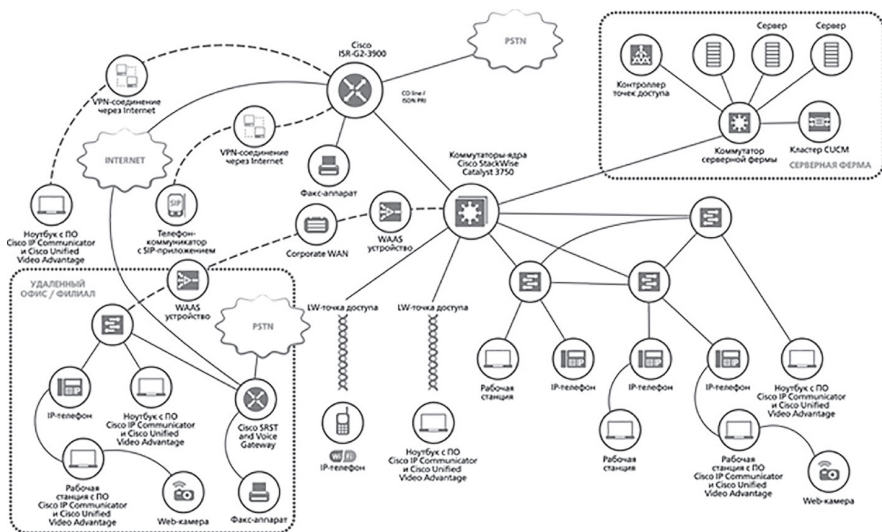 Cisco
ISR-G2-3900
PSTN
CO line /
ISDN PRI
VPN-соединение
через Internet
VPN-соединение
через Internet
INTERNET
Факс-аппарат
Ноутбук с ПО
Cisco IP Communicator
и Cisco Unified
Video Advantage
SIP
Телефон-
коммуникатор
с SIP-приложением
Corporate WAN
WAAS
устройство
Коммутаторы-ядра
Cisco StackWise
Catalyst 3750
Сервер
Сервер
Контроллер
точек доступа
Коммутатор
серверной фермы
Кластер CUCM
СЕРВЕРНАЯ ФЕРМА
УДАЛЕННЫЙ
ОФИС / ФИЛИАЛ
WAAS
устройство
PSTN
IP-телефон
Ноутбук с ПО
Cisco IP Communicator
и Cisco Unified
Video Advantage
Cisco SRST
and Voice
Gateway
Рабочая
станция с ПО
Cisco IP Communicator
и Cisco Unified
Video Advantage
Web-камера
Факс-аппарат
LW-точка доступа
LW-точка доступа
Wi Fi
IP-телефон
Ноутбук с ПО
Cisco IP Communicator
и Cisco Unified
Video Advantage
Рабочая
станция
IP-телефон
IP-телефон
IP-телефон
Ноутбук с ПО
Cisco IP Communicator
и Cisco Unified
Video Advantage
Рабочая
станция
Рабочая
станция с ПО
Cisco IP Communicator
и Cisco Unified
Video Advantage
Web-камера